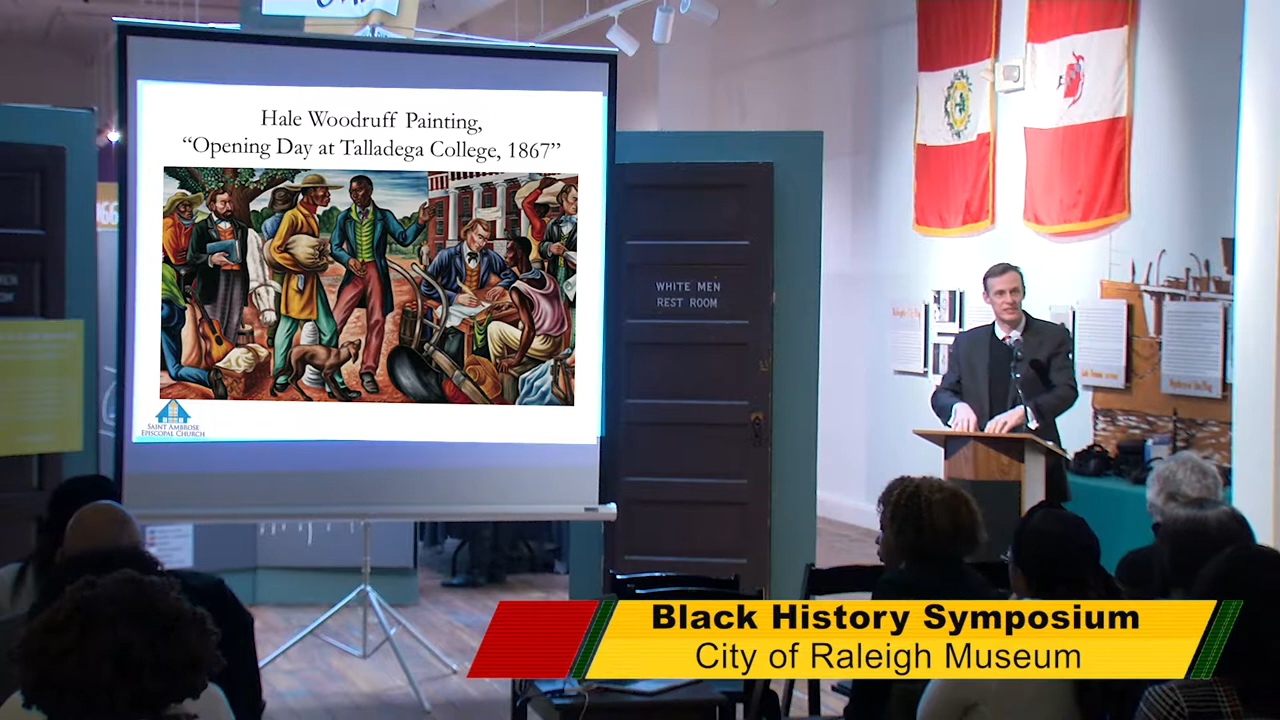 Hale Woodruff Painting,
“Opening Day at Talladega College, 1867”
SAINT AMBROSE
EPISCOPAL CHURCH
WHITE MEN
REST ROOM
Black History Symposium
City of Raleigh Museum